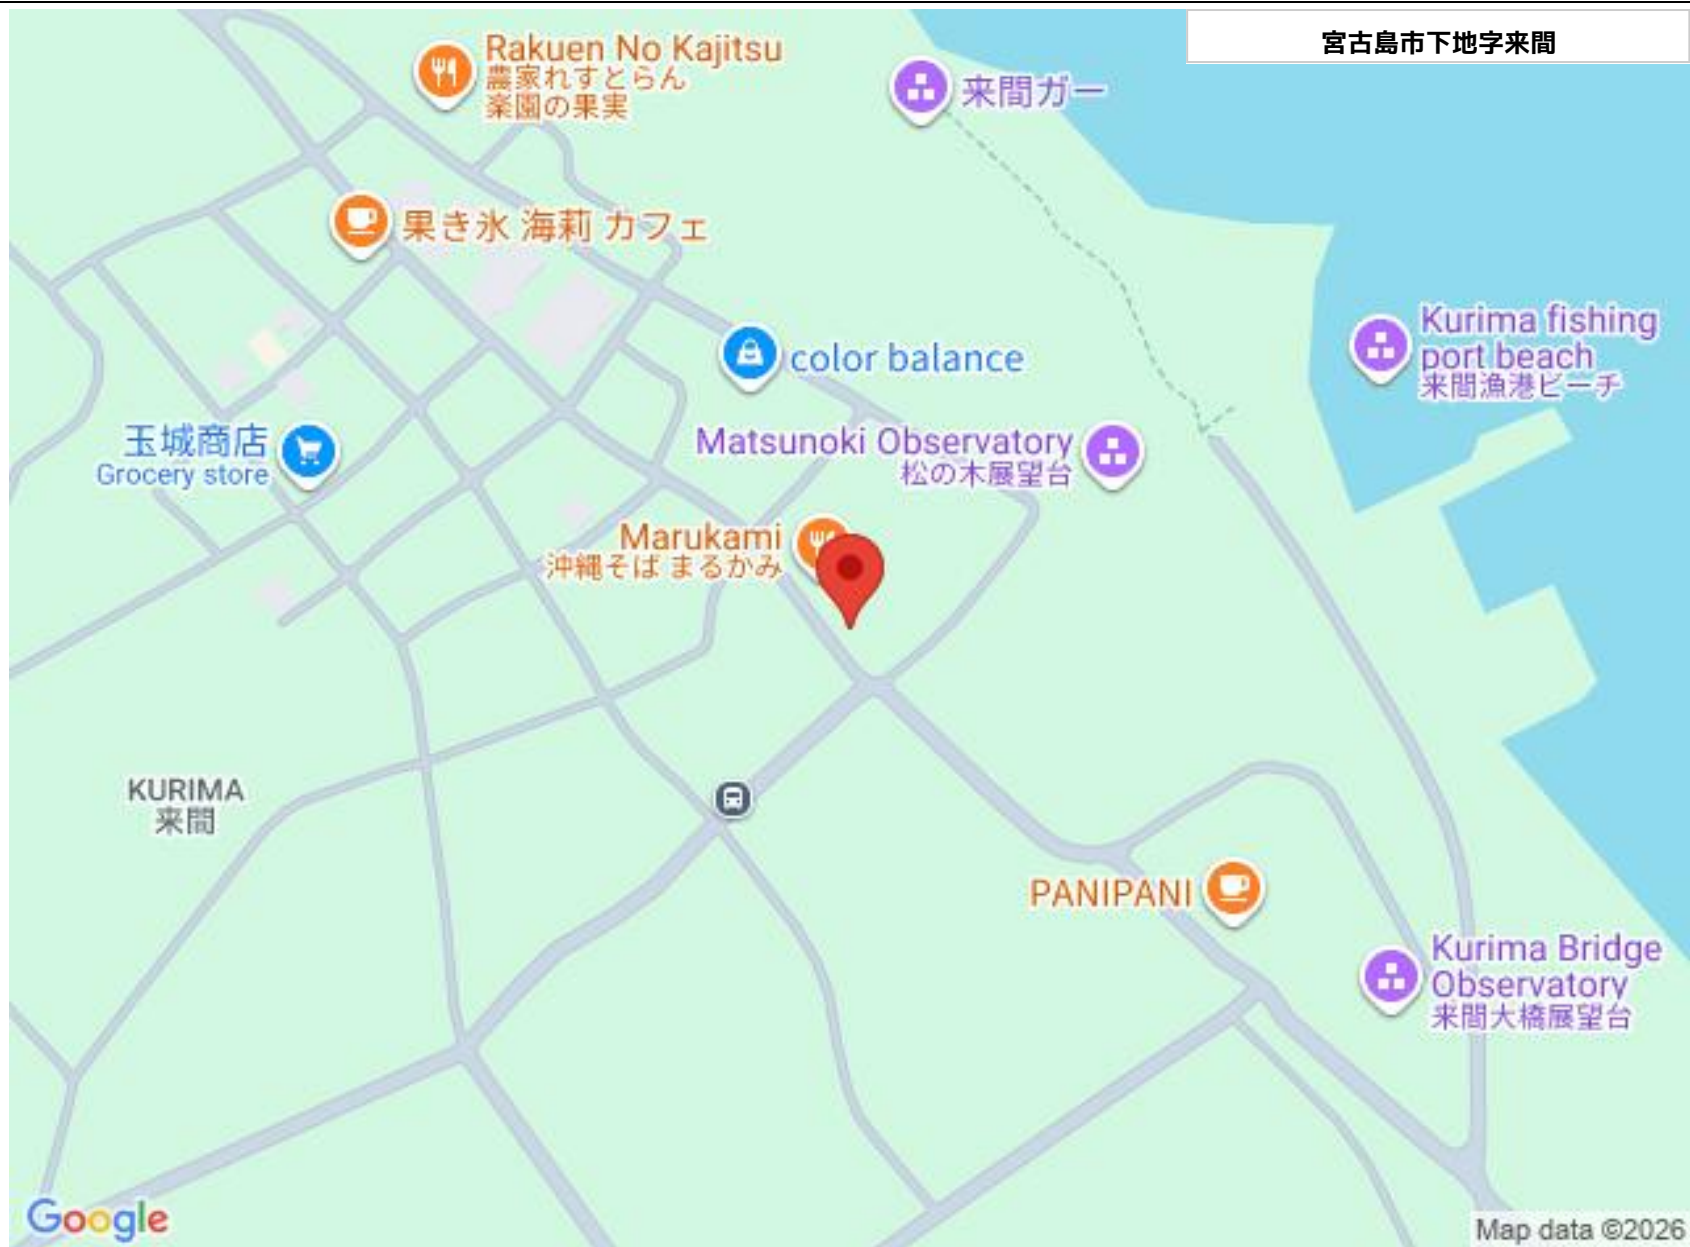 宮古島市下地字来間
Rakuen No Kajitsu
農家れすとらん
楽園の果実
来間ガー
果き氷 海莉 カフェ
Kurima fishing
port beach
来間漁港ビーチ
color balance
玉城商店
Grocery store
Matsunoki Observatory
松の木展望台
Marukami
沖縄そば まるかみ
KURIMA
来間
PANIPANI
Kurima Bridge
Observatory
来間大橋展望台
Google
Map data ©2026